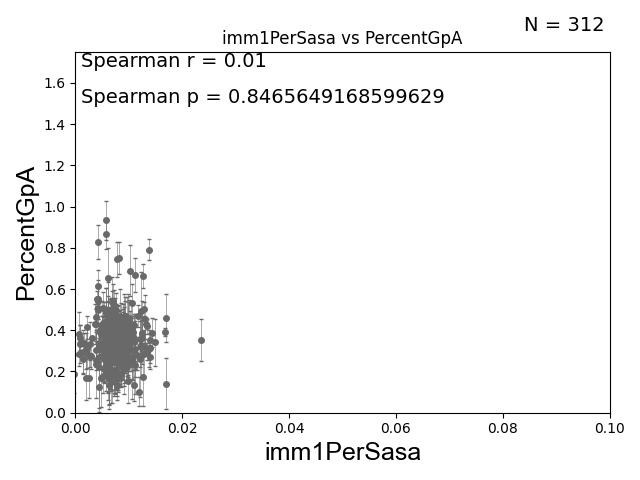 N = 312
imm1PerSasa vs PercentGpA
Spearman r = 0.01
Spearman p = 0.8465649168599629
PercentGpA
1.6
1.4
1.2
1.0
0.8
0.6
0.4
0.2
0.0
0.00 0.02 0.04 0.06 0.08 0.10
imm1PerSasa